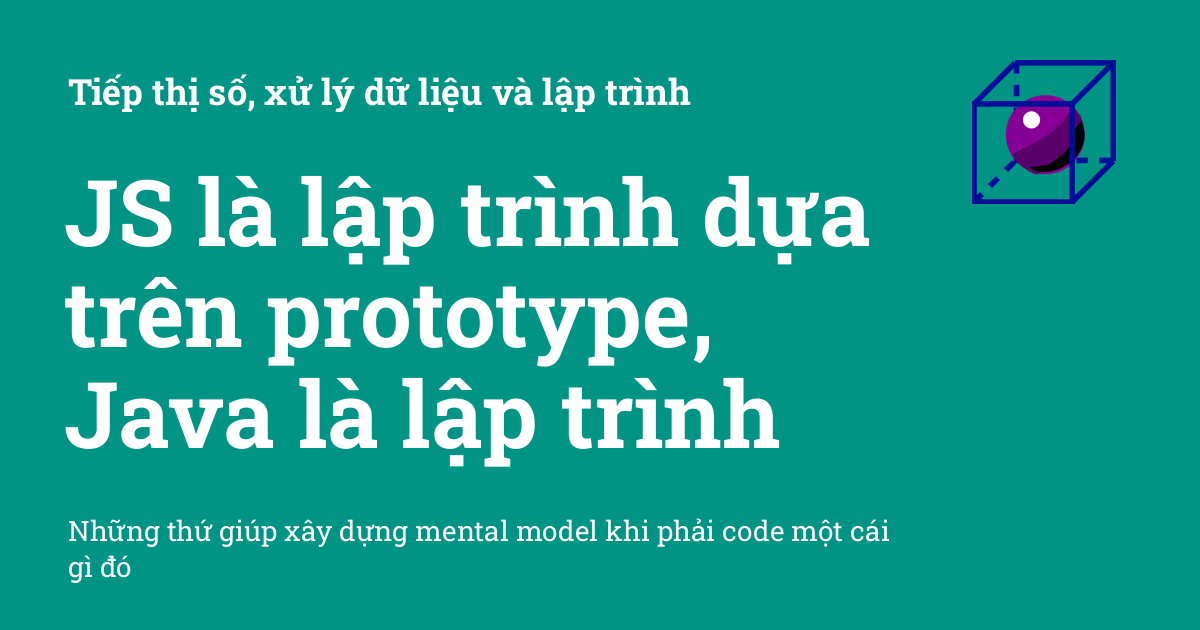 Tiếp thị số, xử lý dữ liệu và lập trình
JS là lập trình dựa
trên prototype,
Java là lập trình
Những thứ giúp xây dựng mental model khi phải code một cái
gì đó